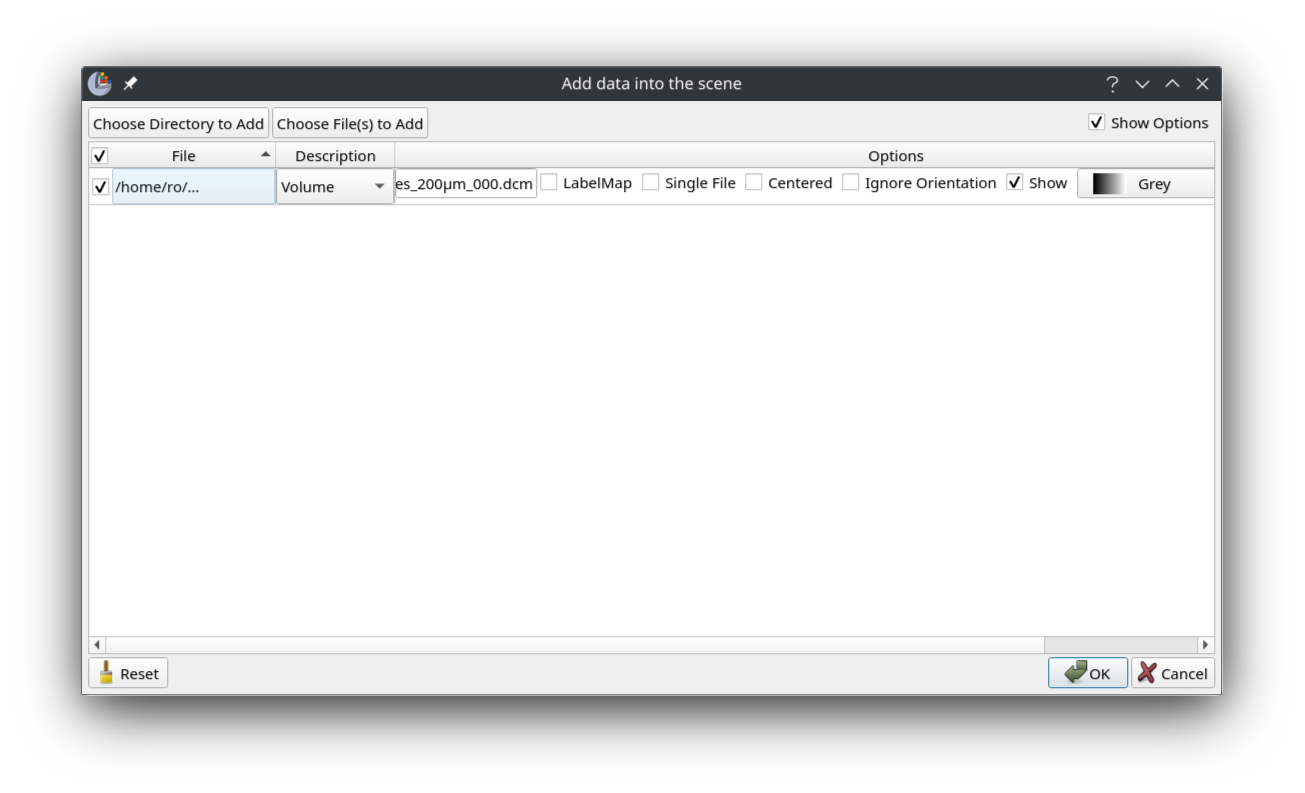 Add data into the scene
Choose Directory to Add Choose File(s) to Add Show Options
File Description Options
/home/ro/... Volume es_200µm_000.dcm LabelMap Single File Centered Ignore Orientation Show Grey
Reset OK Cancel